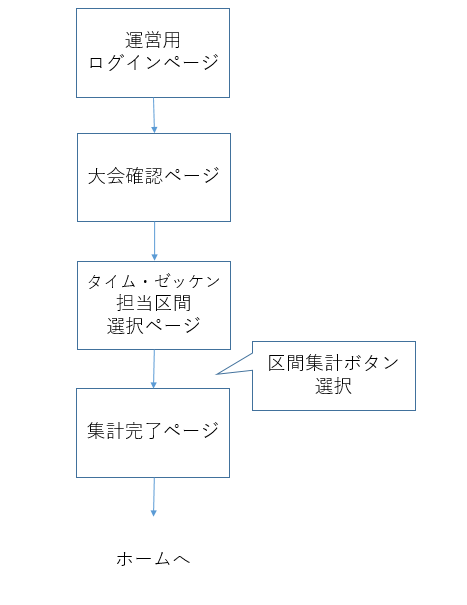 運営用
ログインページ
大会確認ページ
タイム・ゼッケン
担当区間
選択ページ
区間集計ボタン
選択
集計完了ページ
ホームへ